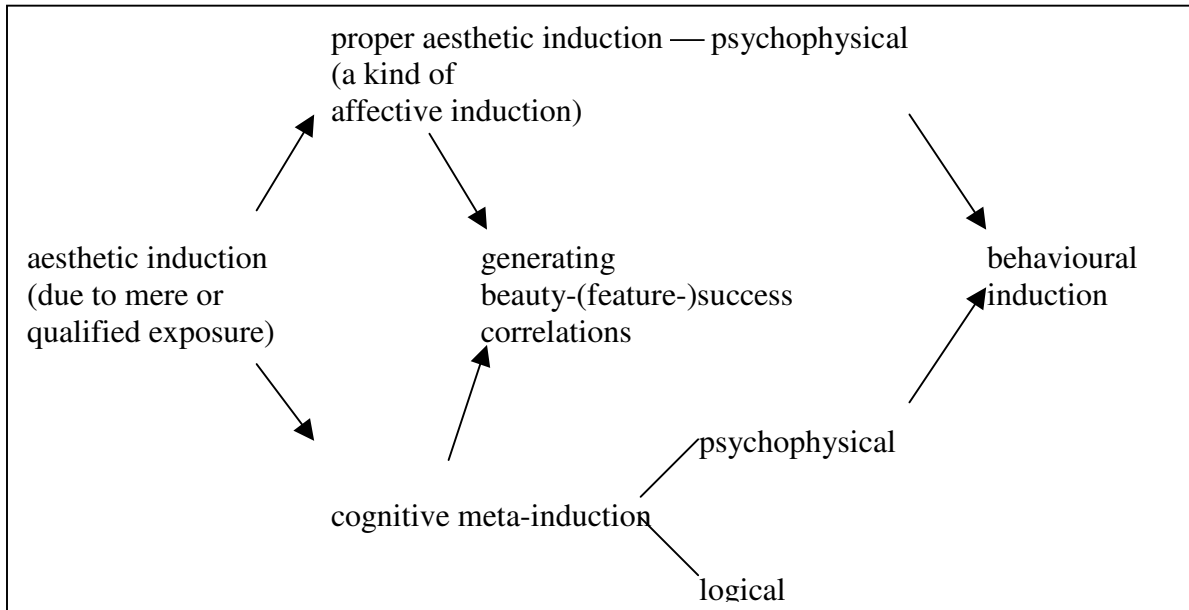 proper aesthetic induction — psychophysical
(a kind of
affective induction)
aesthetic induction
(due to mere or
qualified exposure)
generating
beauty-(feature-)success
correlations
behavioural
induction
psychophysical
cognitive meta-induction
logical